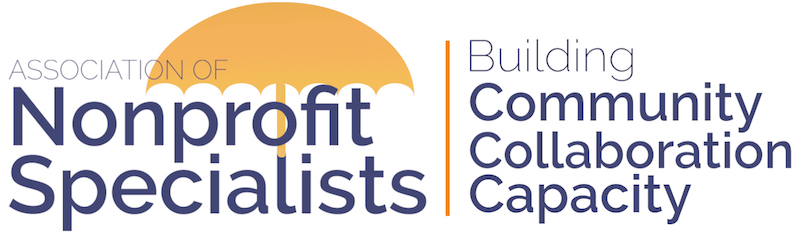 ASSOCIATION OF
Nonprofit
Specialists
Building
Community
Collaboration
Capacity